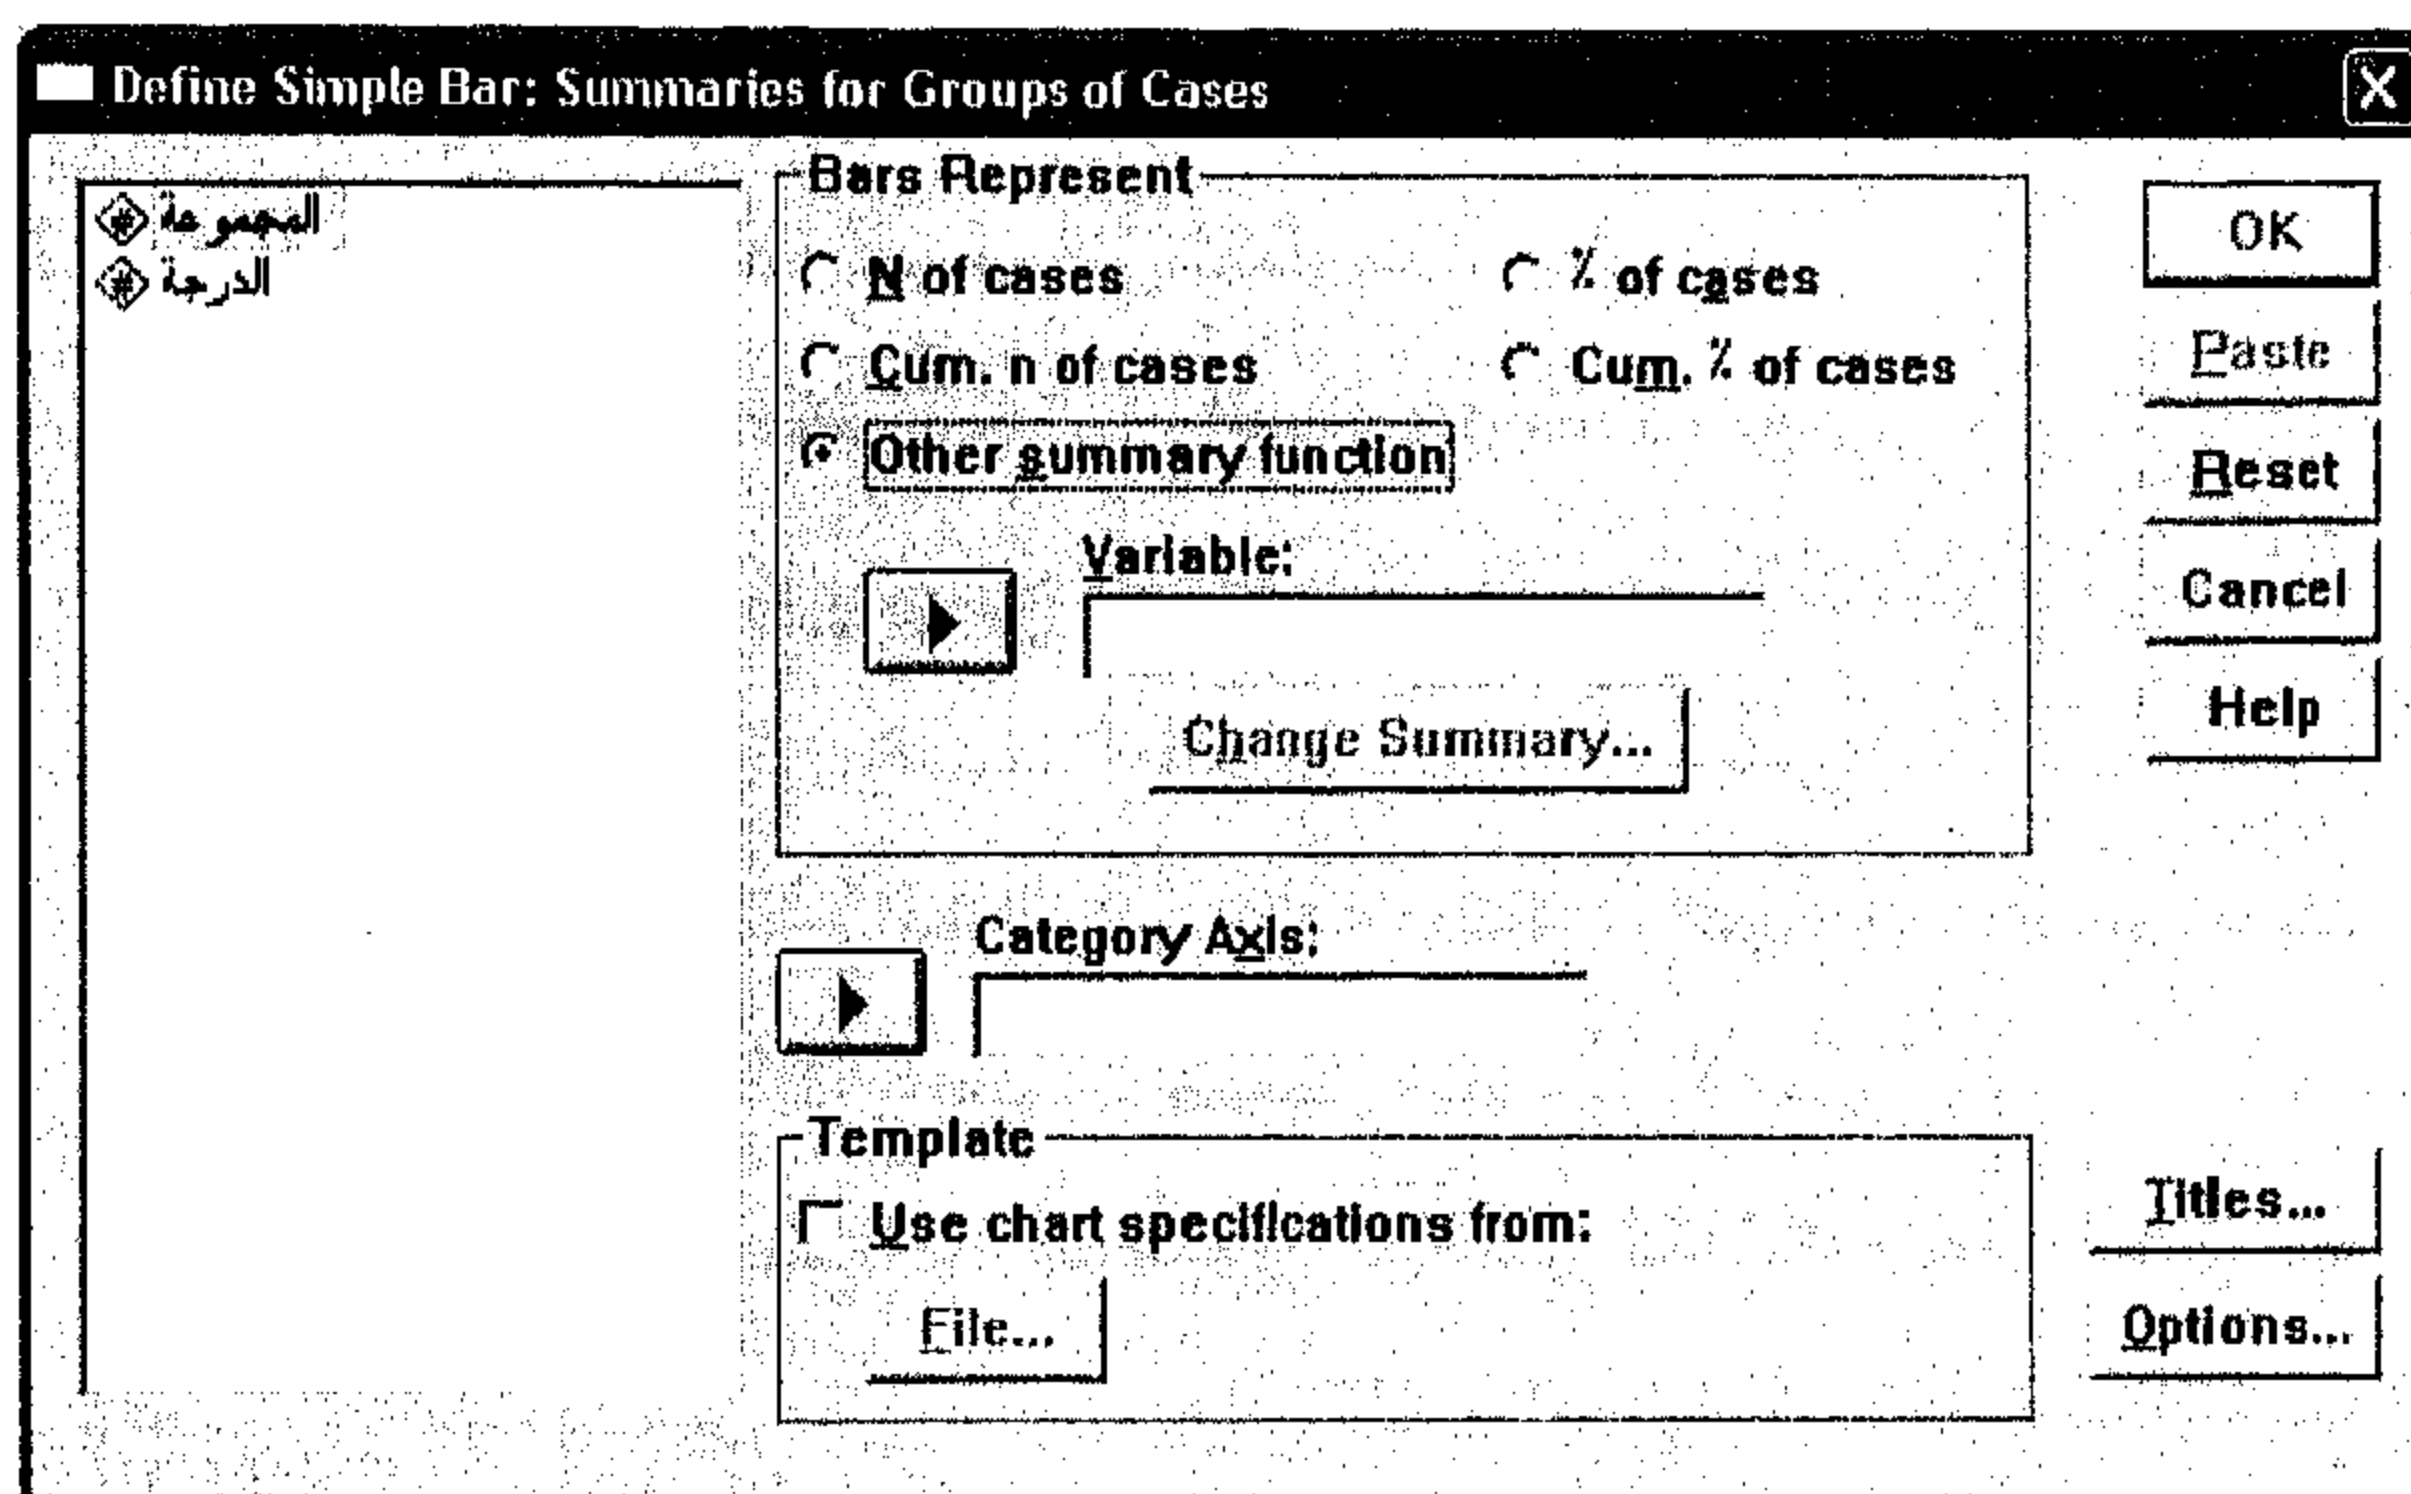 Define Simple Bar: Summaries for Groups of Cases
X
المجموعة
الدرجة
Bars Represent
N of cases
% of cases
Cum. n of cases
Cum. % of cases
Other summary function
Variable:
Change Summary...
Category Axis:
Template
Use chart specifications from:
File...
OK
Paste
Reset
Cancel
Help
Titles...
Options...